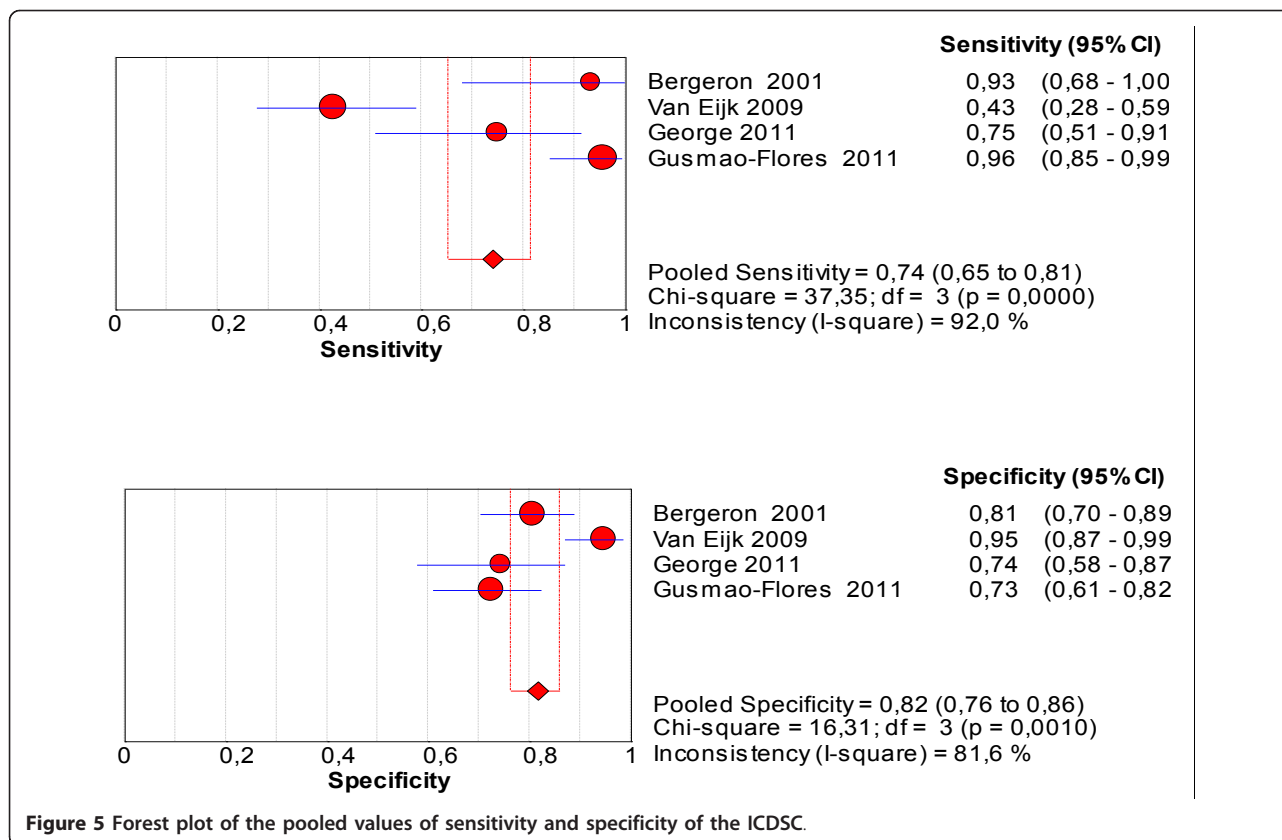 Sensitivity (95% CI)
Bergeron 2001 0,93 (0,68 - 1,00
Van Eijk 2009 0,43 (0,28 - 0,59
George 2011 0,75 (0,51 - 0,91
Gusmao-Flores 2011 0,96 (0,85 - 0,99
Pooled Sensitivity = 0,74 (0,65 to 0,81)
Chi-square = 37,35; df = 3 (p = 0,0000)
Inconsistency (I-square) = 92,0 %
0 0,2 0,4 0,6 0,8 1
Sensitivity
Specificity (95% CI)
Bergeron 2001 0,81 (0,70 - 0,89
Van Eijk 2009 0,95 (0,87 - 0,99
George 2011 0,74 (0,58 - 0,87
Gusmao-Flores 2011 0,73 (0,61 - 0,82
Pooled Specificity = 0,82 (0,76 to 0,86)
Chi-square = 16,31; df = 3 (p = 0,0010)
Inconsistency (I-square) = 81,6 %
0 0,2 0,4 0,6 0,8 1
Specificity
Figure 5 Forest plot of the pooled values of sensitivity and specificity of the ICDSC.